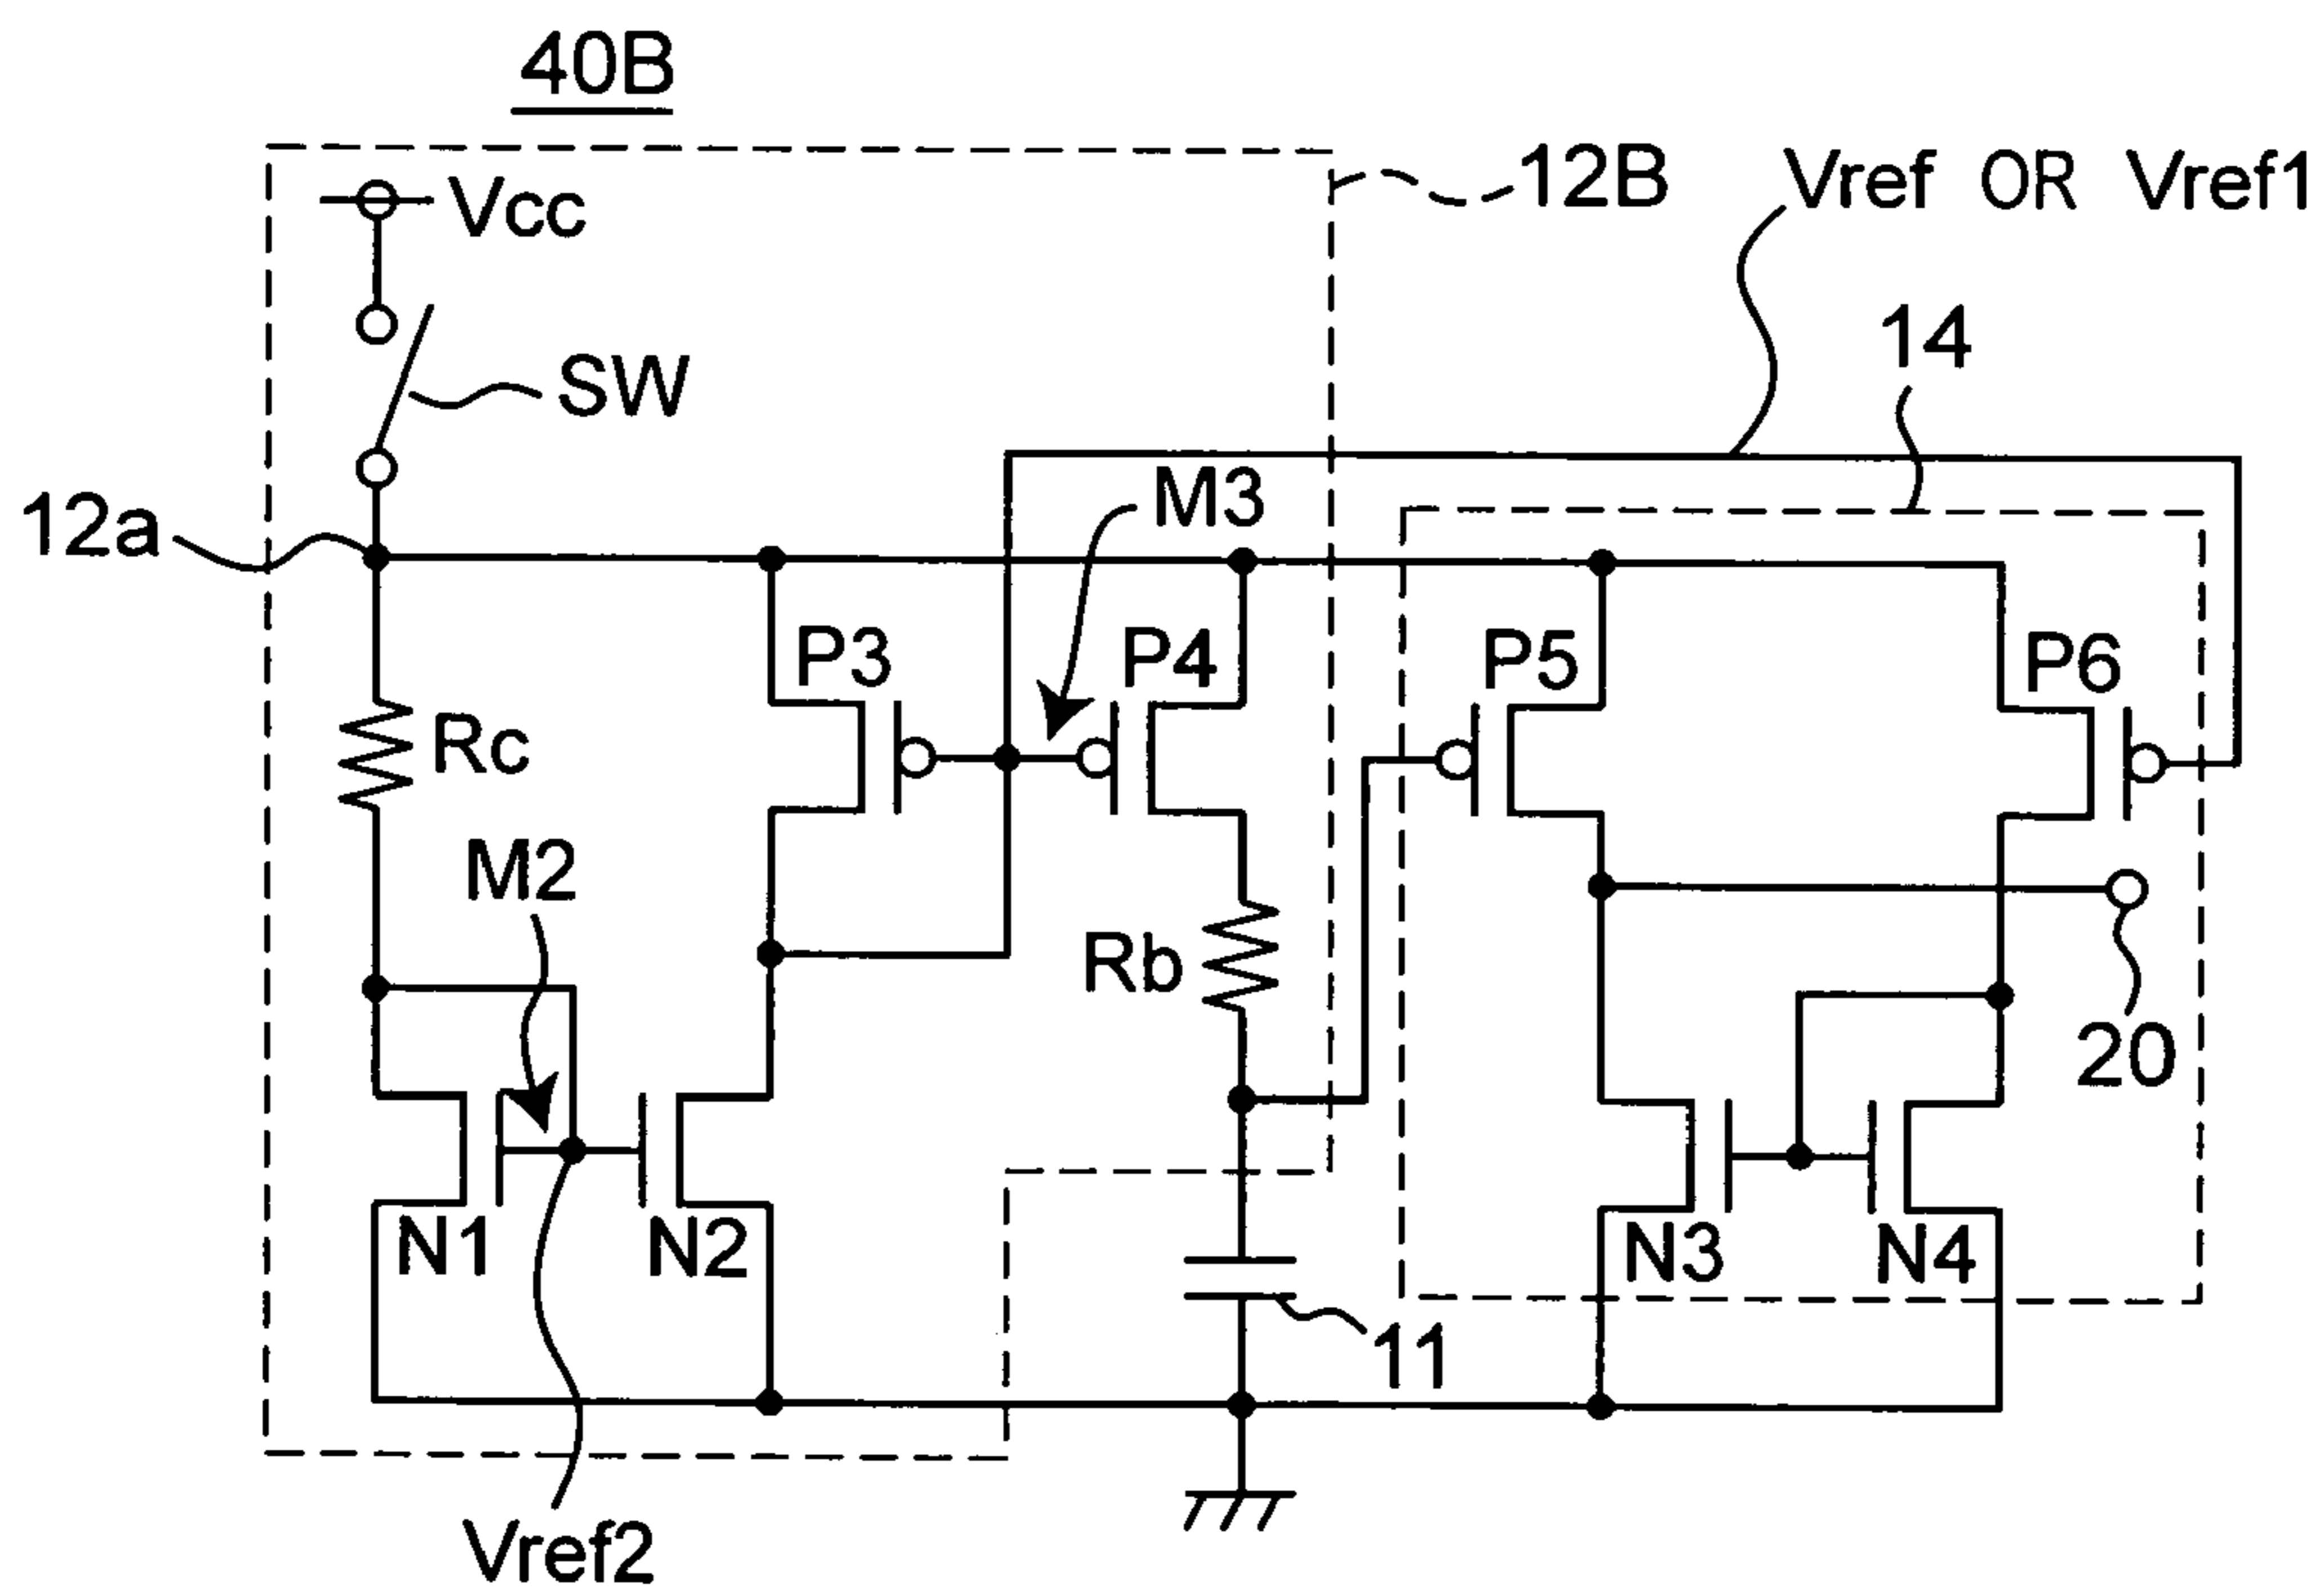 40B
Vcc
12B
Vref OR Vref1
14
SW
12a
M3
P3
P4
P5
P6
Rc
M2
Rb
20
N1
N2
N3
N4
11
Vref2